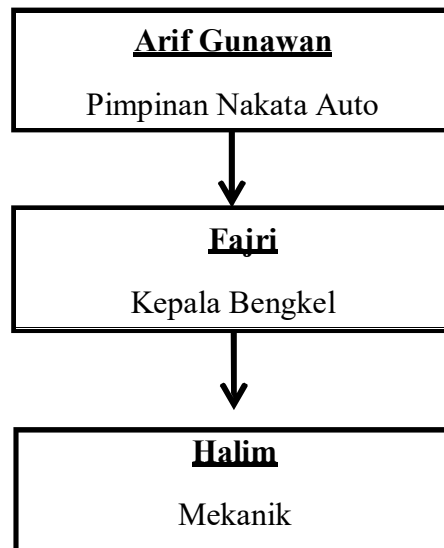 Arif Gunawan
Pimpinan Nakata Auto
Fajri
Kepala Bengkel
Halim
Mekanik